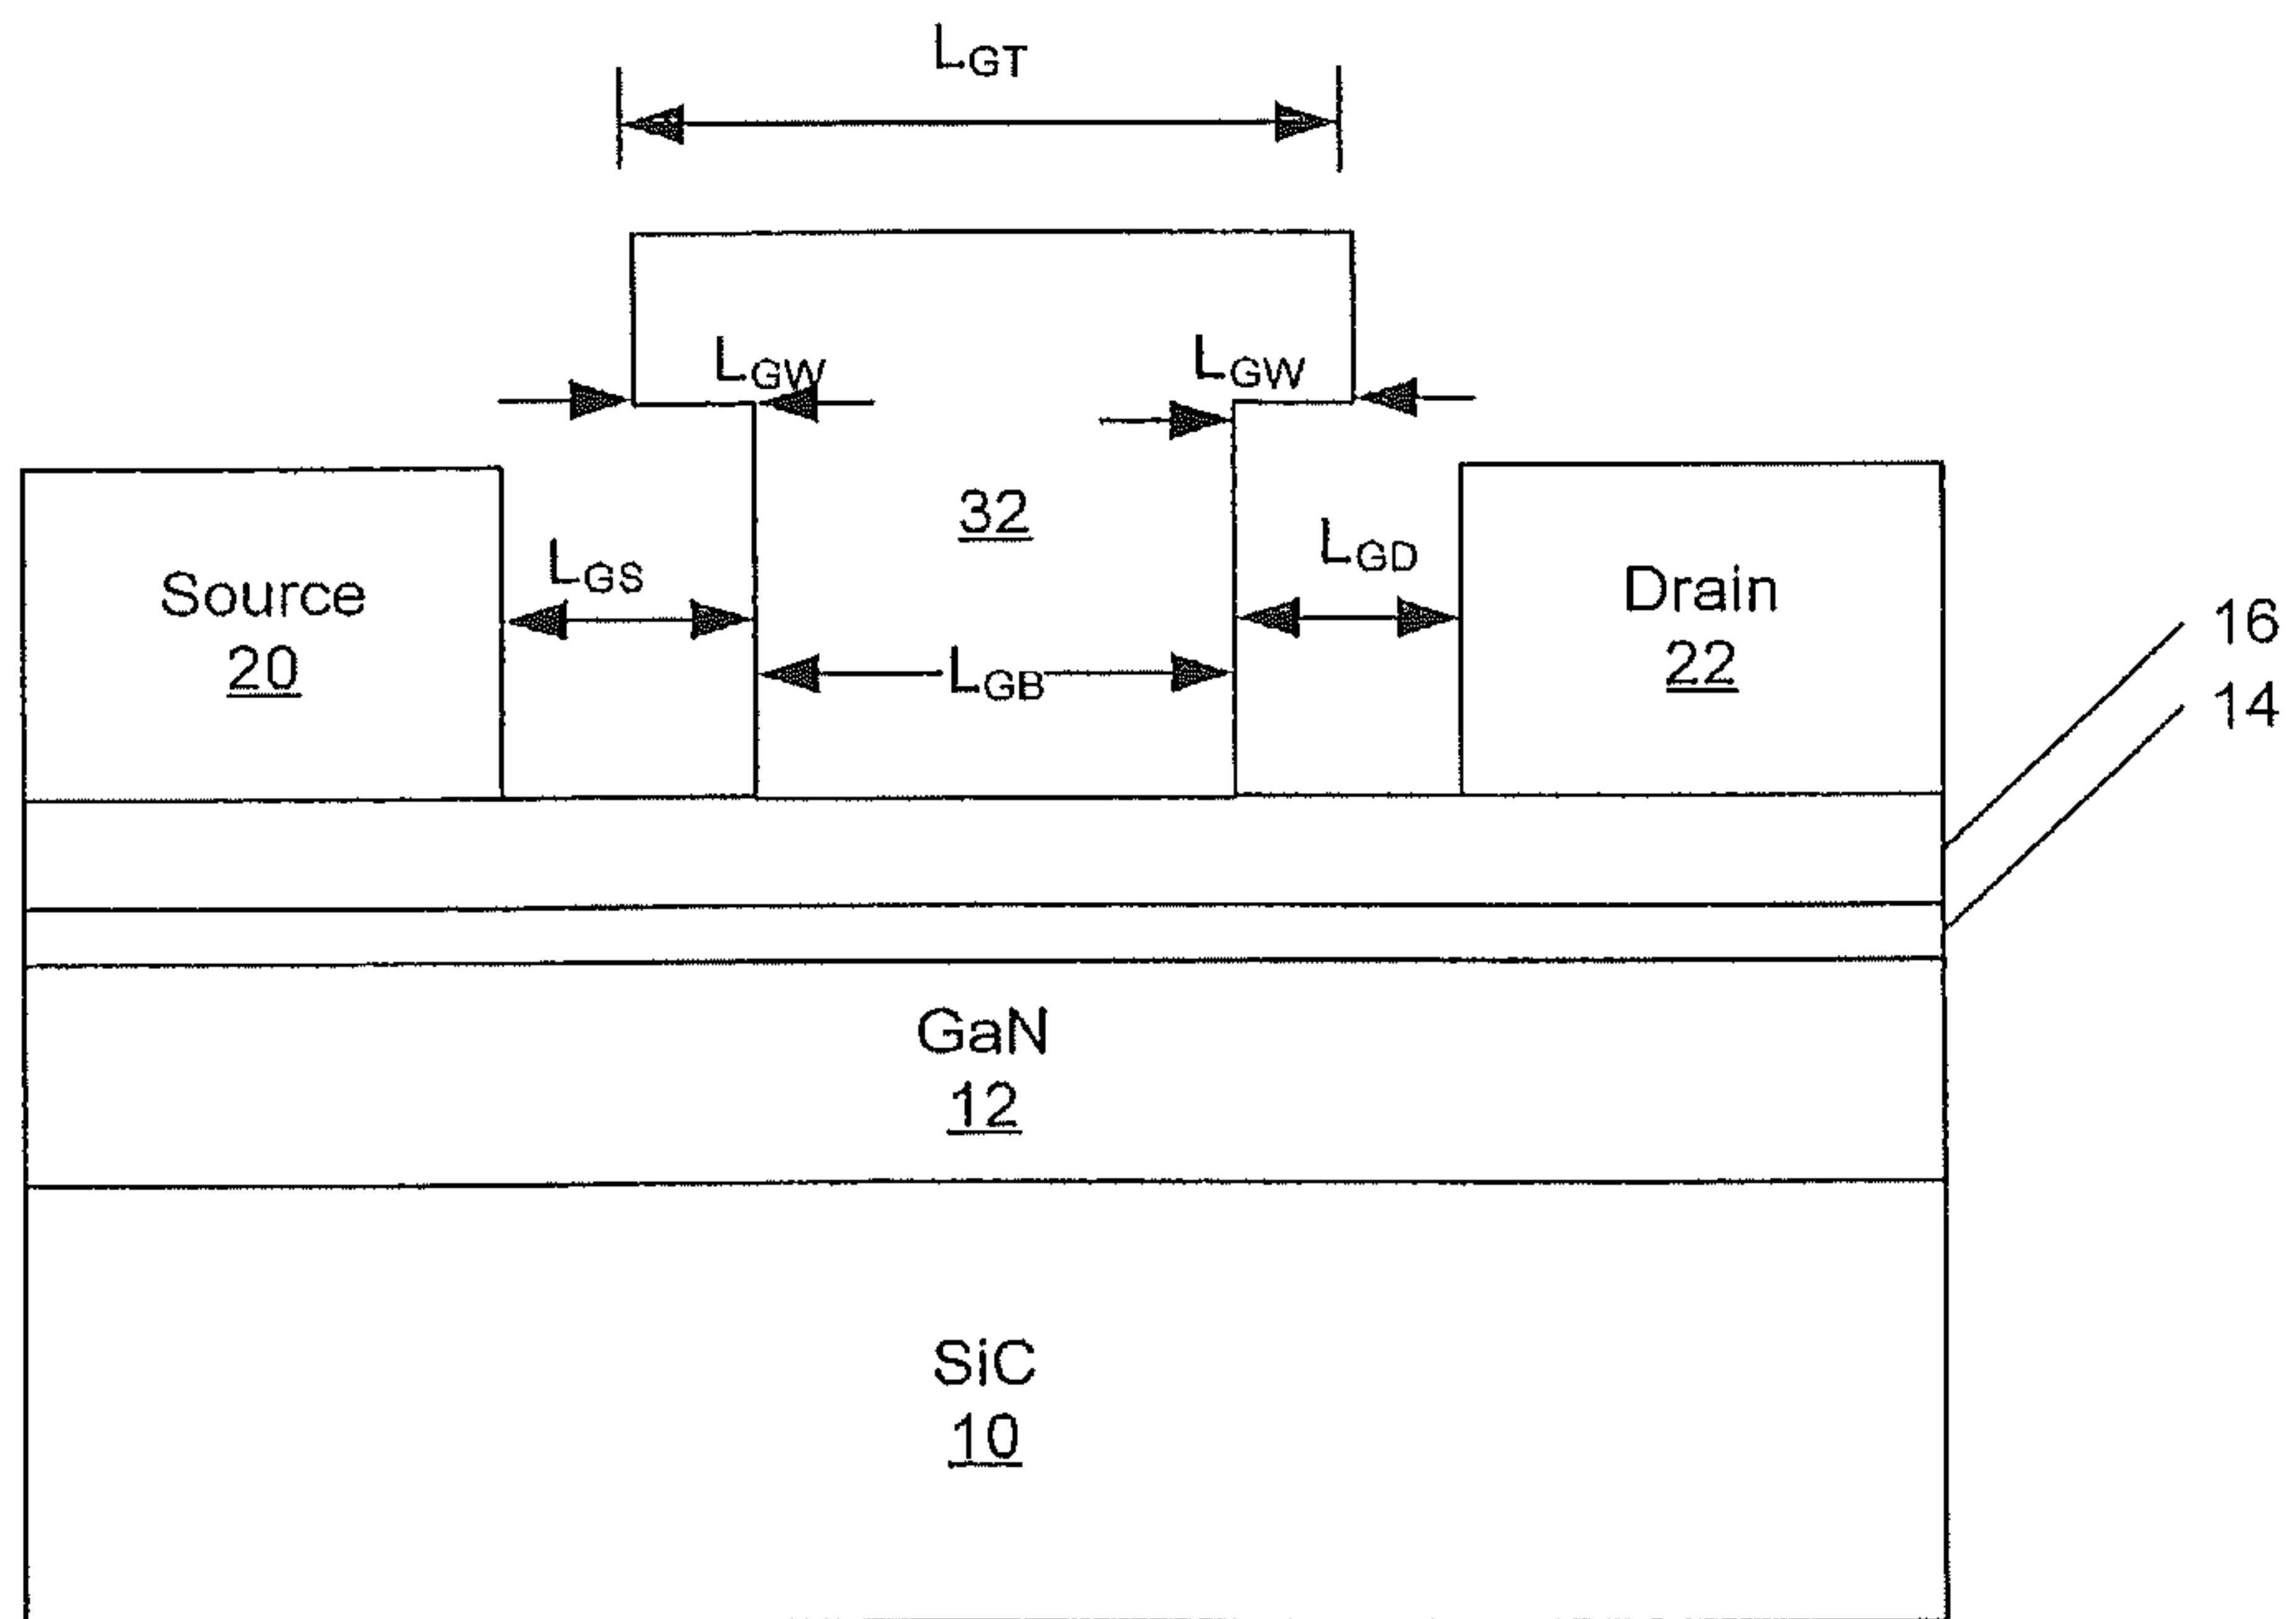 LGT
LGW LGW
32
LGS LGD
Source Drain
20 22
LGB
16
14
GaN
12
SiC
10